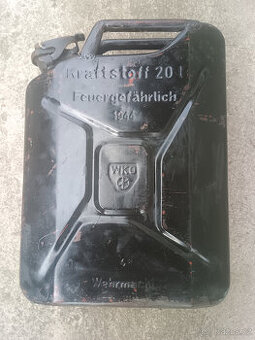 Kraftstoff 20 l
Feuergefährlich
1944
WKO
Wehrmacht